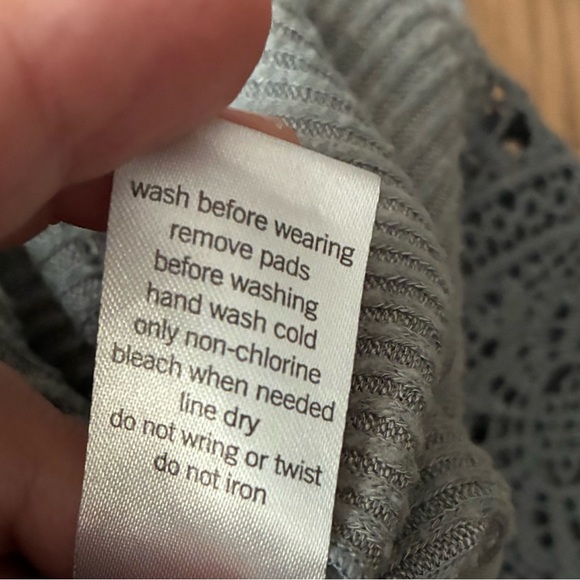 wash before wearing
remove pads
before washing
hand wash cold
only non-chlorine
bleach when needed
line dry
do not wring or twist
do not iron